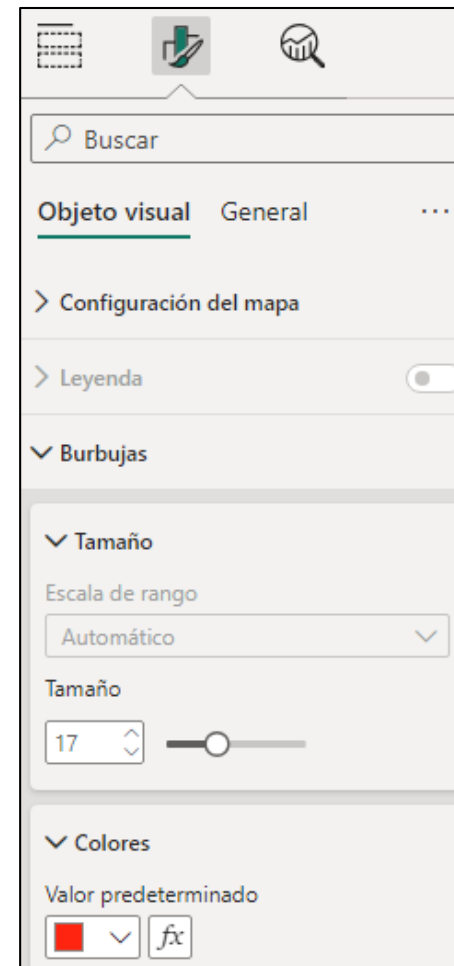 Buscar
Objeto visual General ...
Configuración del mapa
Leyenda
Burbujas
Tamaño
Escala de rango
Automático
Tamaño
17
Colores
Valor predeterminado
fx